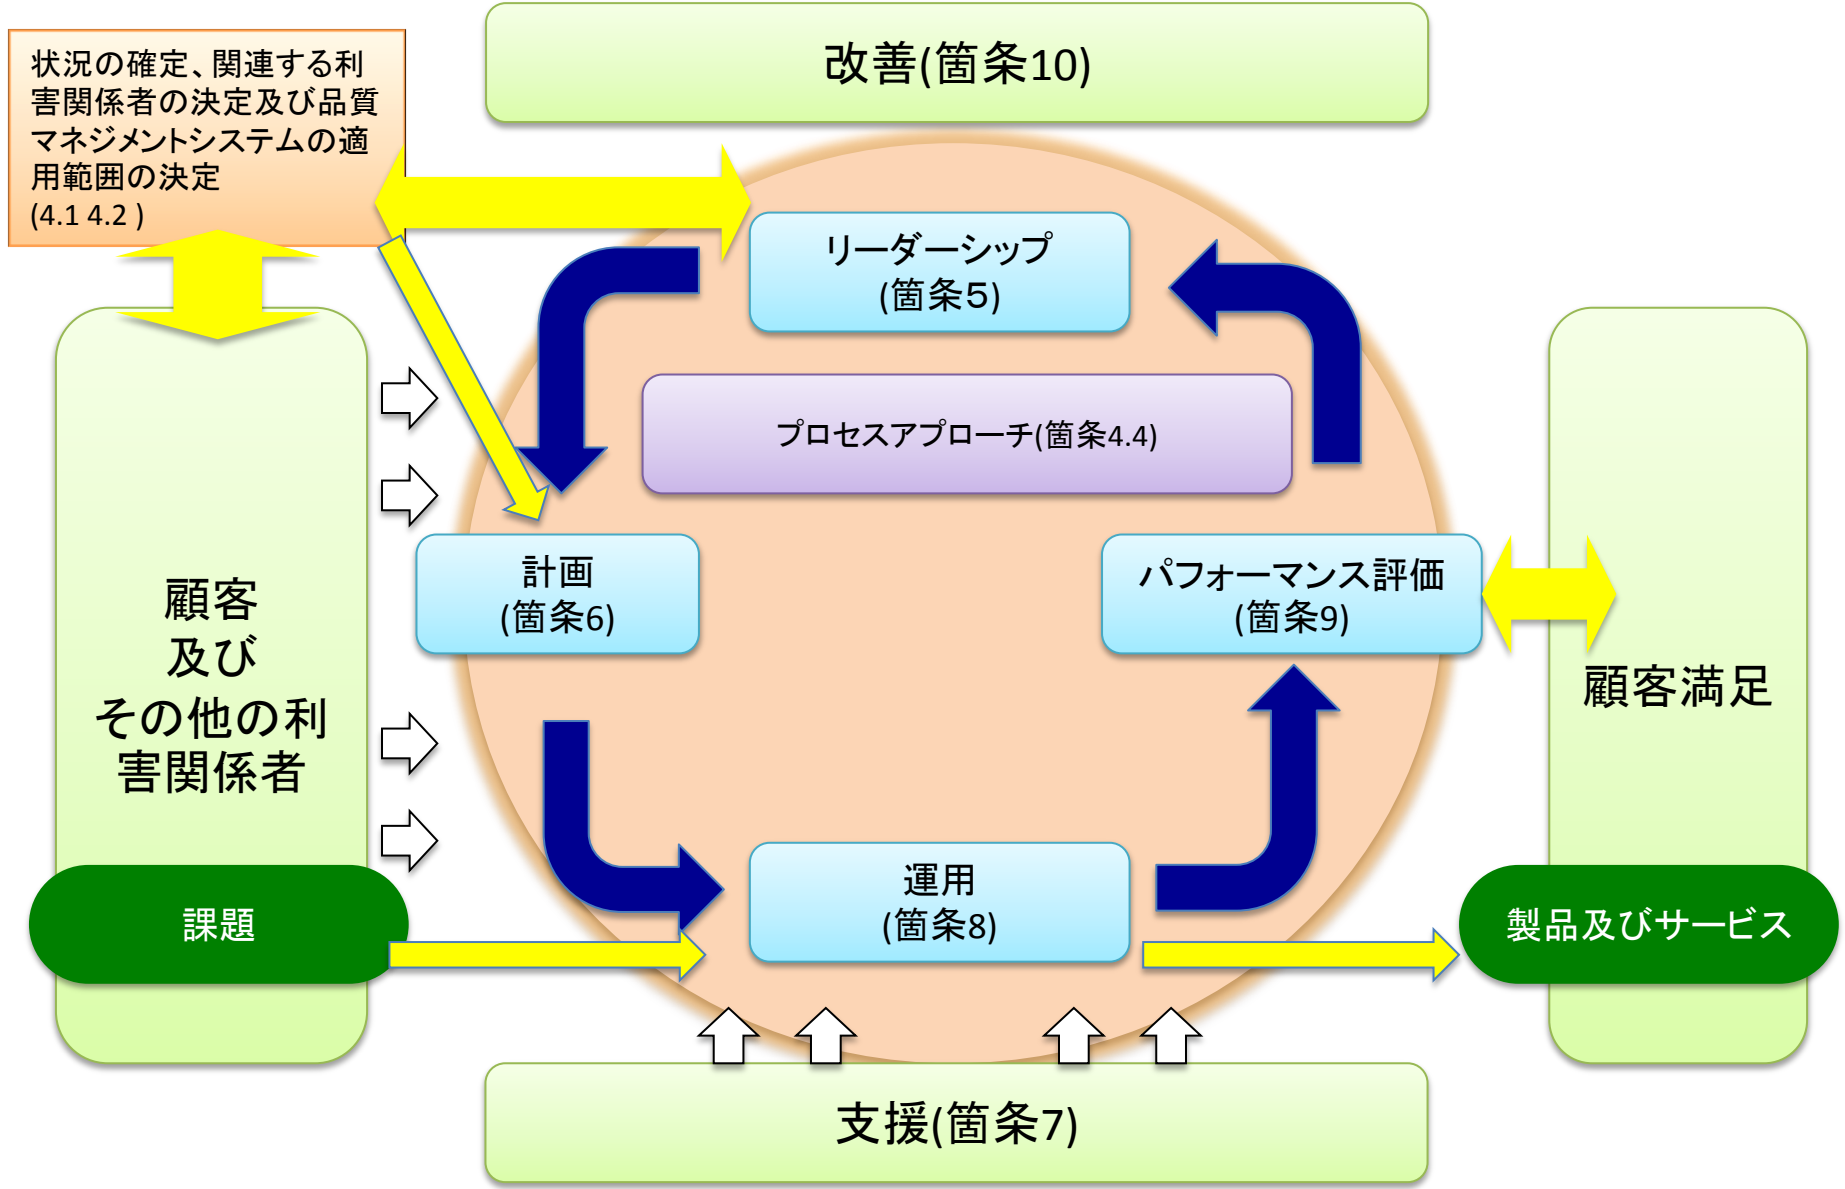 改善(箇条10)
状況の確定、関連する利
害関係者の決定及び品質
マネジメントシステムの適
用範囲の決定
(4.1 4.2 )
リーダーシップ
(箇条5)
プロセスアプローチ(箇条4.4)
計画
(箇条6)
パフォーマンス評価
(箇条9)
顧客
及び
その他の利
害関係者
顧客満足
運用
(箇条8)
課題
製品及びサービス
支援(箇条7)